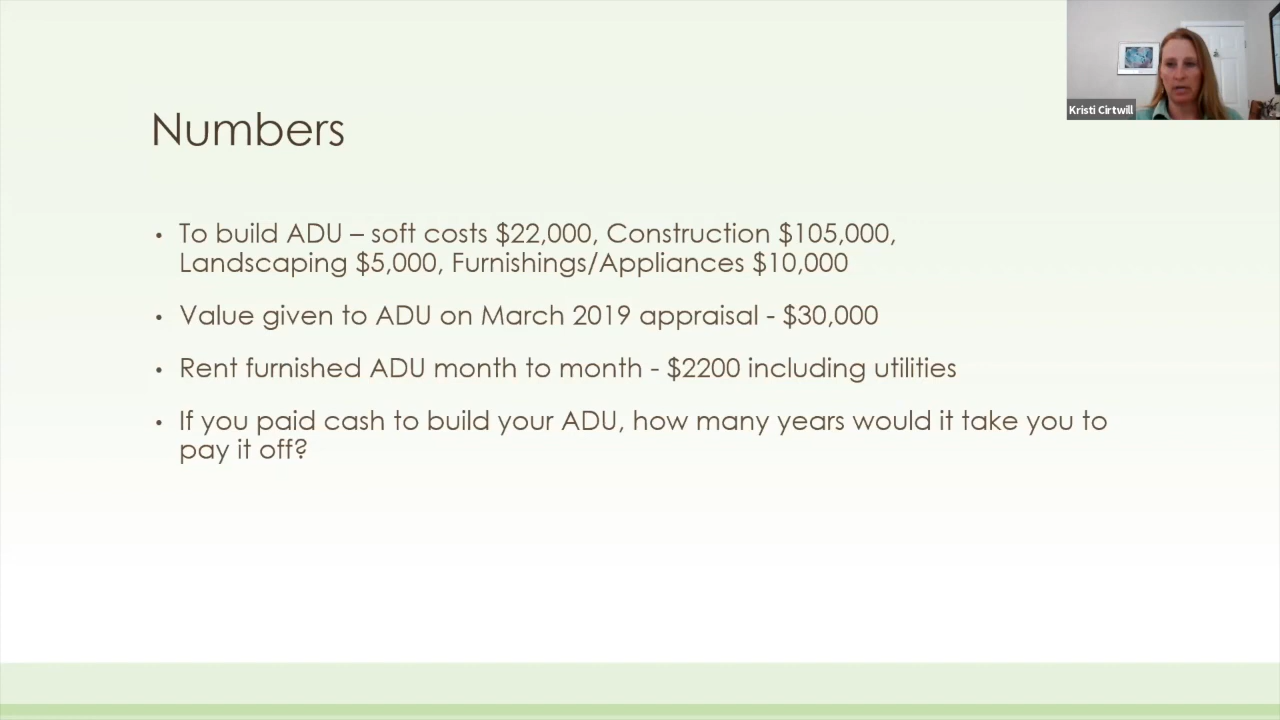 Kristi Cirtwill
Numbers
• To build ADU – soft costs $22,000, Construction $105,000,
Landscaping $5,000, Furnishings/Appliances $10,000
• Value given to ADU on March 2019 appraisal - $30,000
• Rent furnished ADU month to month - $2200 including utilities
• If you paid cash to build your ADU, how many years would it take you to
pay it off?